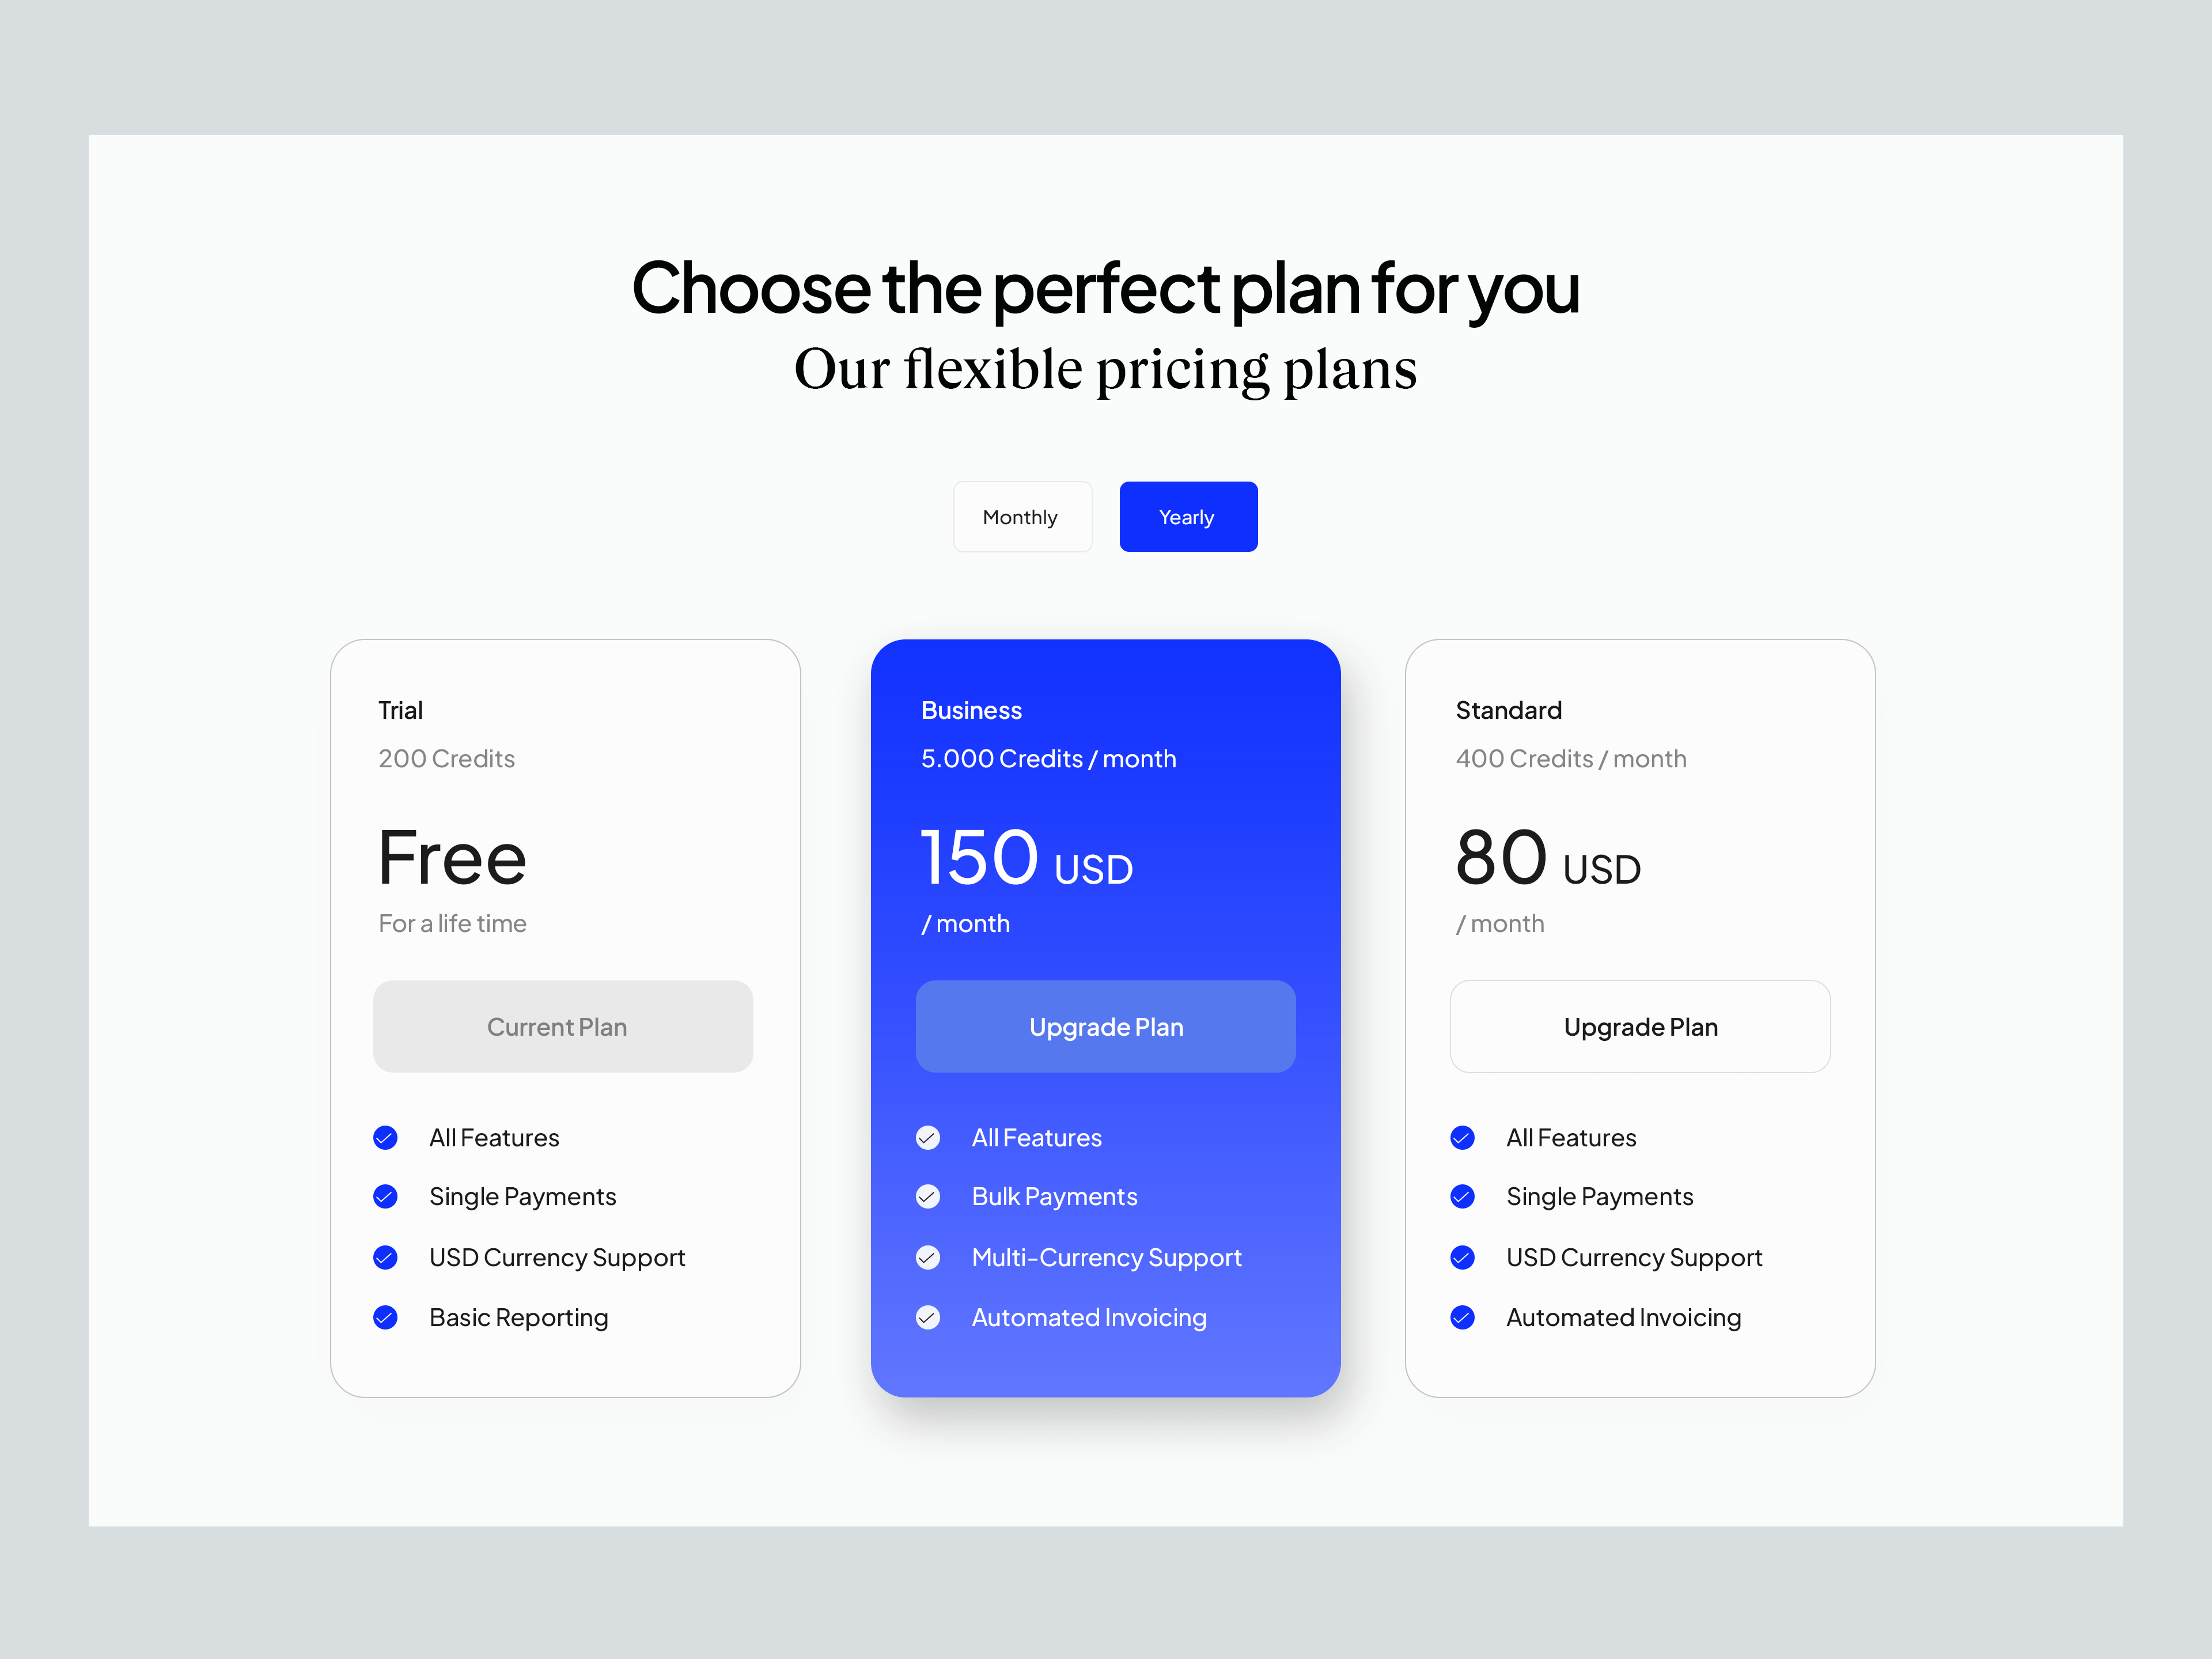 Choose the perfect plan for you
Our flexible pricing plans
Monthly
Yearly
Trial
200 Credits
Free
For a life time
Current Plan
All Features
Single Payments
USD Currency Support
Basic Reporting
Business
5.000 Credits / month
150 USD
/ month
Upgrade Plan
All Features
Bulk Payments
Multi-Currency Support
Automated Invoicing
Standard
400 Credits / month
80 USD
/ month
Upgrade Plan
All Features
Single Payments
USD Currency Support
Automated Invoicing